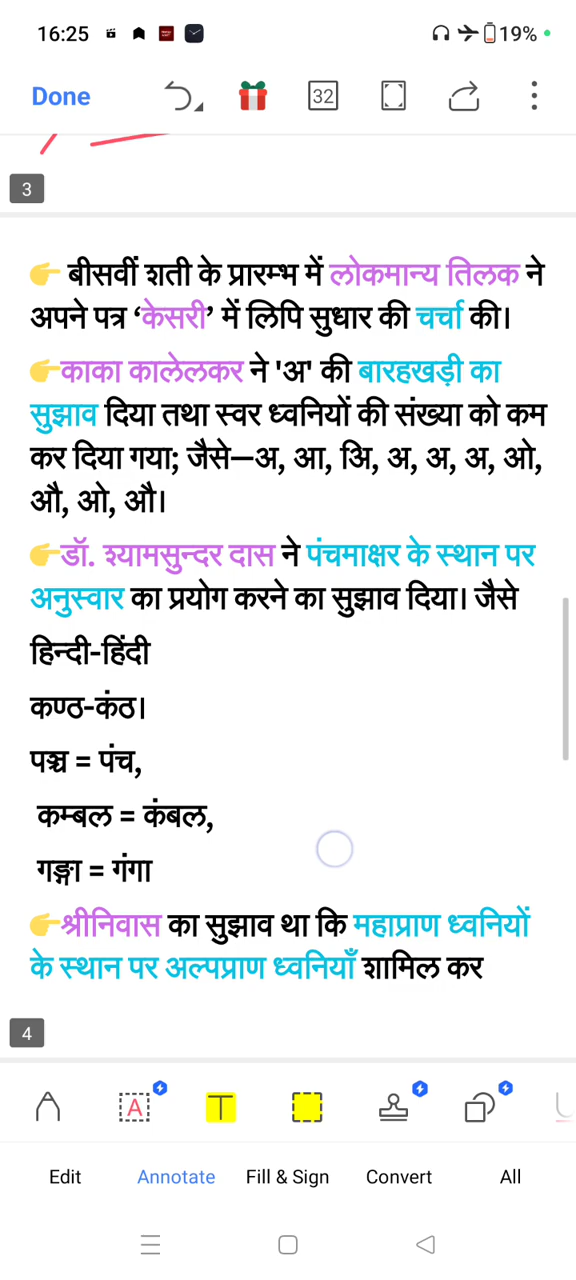 16:25
19%
Done
32
3
👉 बीसवीं शती के प्रारम्भ में लोकमान्य तिलक ने
अपने पत्र ‘केसरी’ में लिपि सुधार की चर्चा की।
👉काका कालेलकर ने 'अ' की बारहखड़ी का
सुझाव दिया तथा स्वर ध्वनियों की संख्या को कम
कर दिया गया; जैसे—अ, आ, अि, अ, अ, अ, ओ,
औ, ओ, औ।
👉डॉ. श्यामसुन्दर दास ने पंचमाक्षर के स्थान पर
अनुस्वार का प्रयोग करने का सुझाव दिया। जैसे
हिन्दी-हिंदी
कण्ठ-कंठ।
पञ्च = पंच,
कम्बल = कंबल,
गङ्गा = गंगा
👉श्रीनिवास का सुझाव था कि महाप्राण ध्वनियों
के स्थान पर अल्पप्राण ध्वनियाँ शामिल कर
4
A
T
Edit Annotate Fill & Sign Convert All